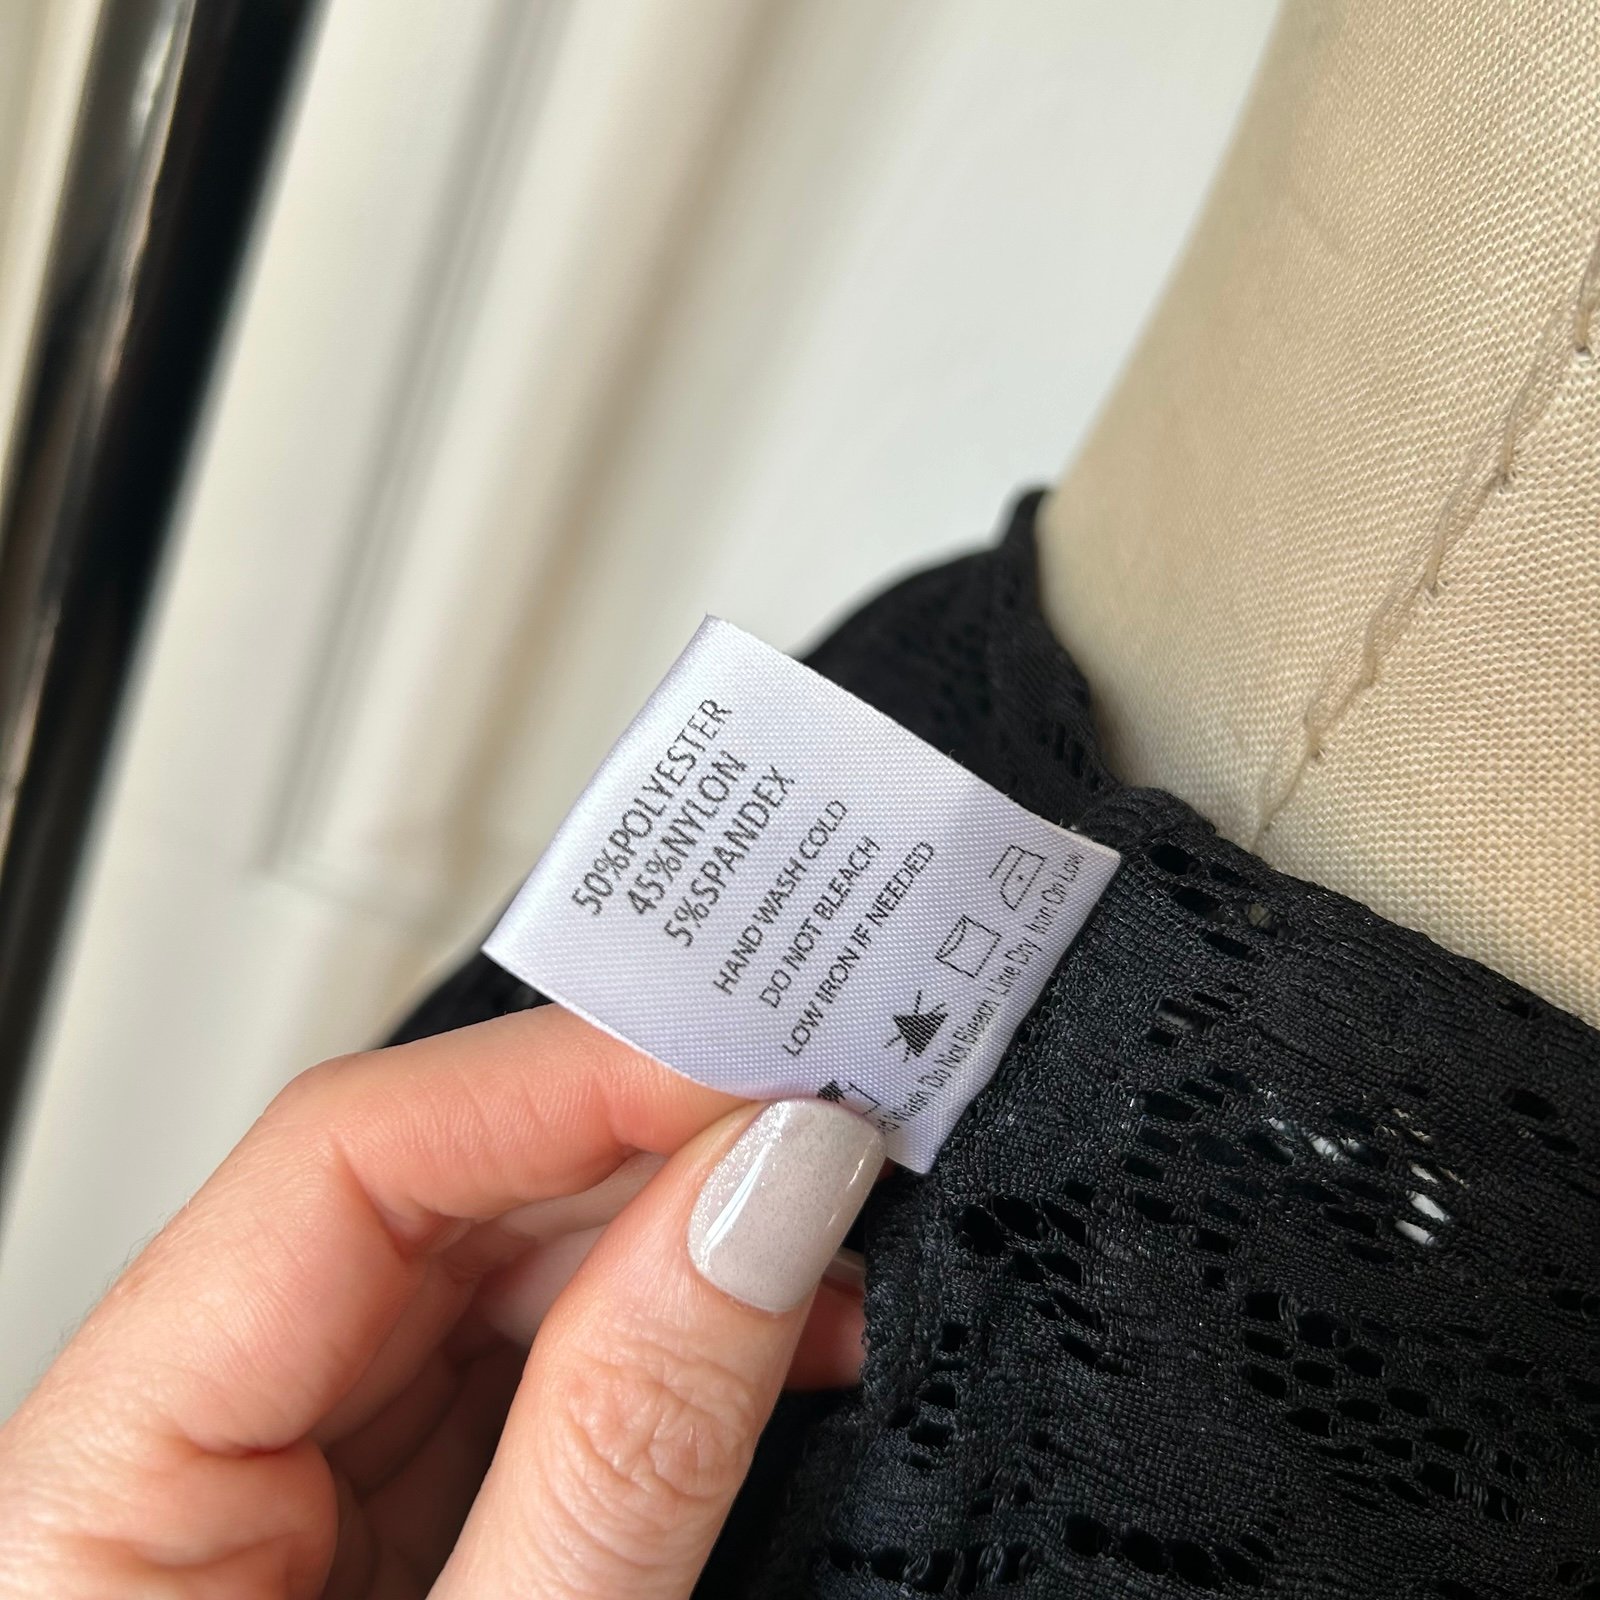 50%POLYESTER
45%NYLON
5%SPANDEX
HAND WASH COLD
DO NOT BLEACH
LOW IRON IF NEEDED
Wash Do Not Bleach Line Dry Iron On Low